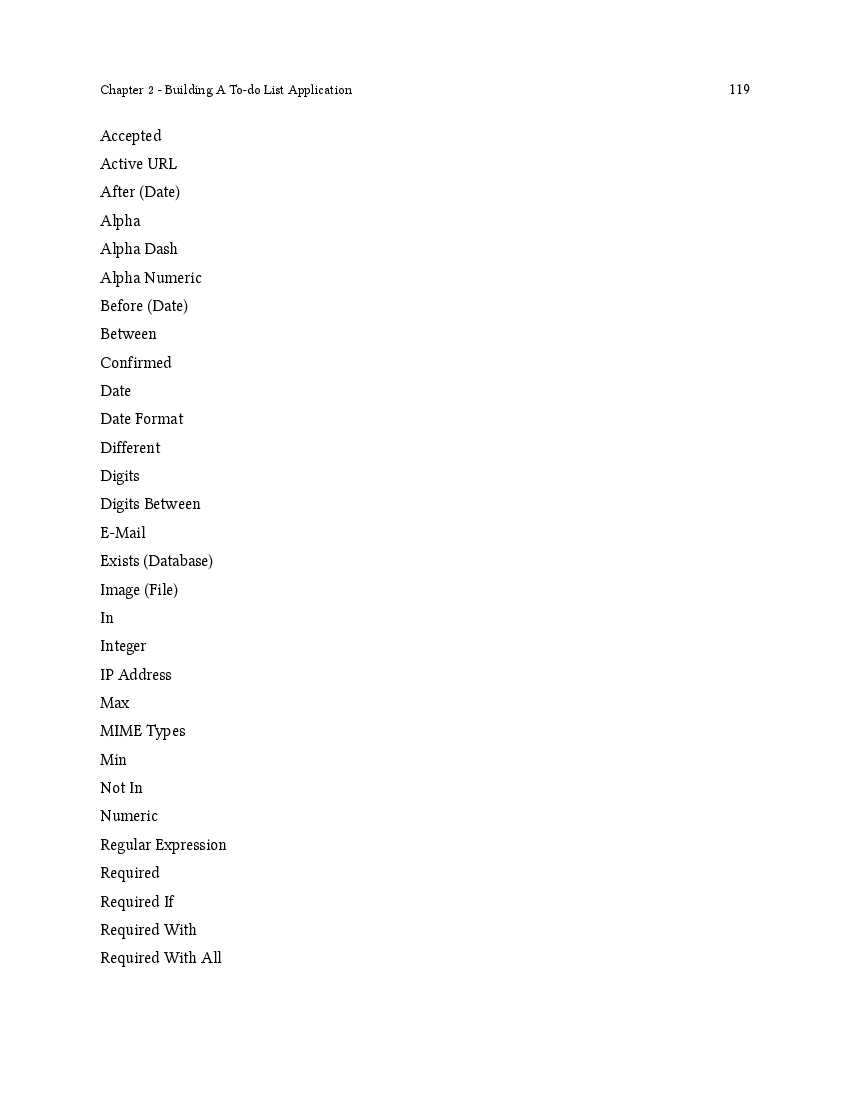 Chapter 2 - Building A To-do List Application 119
Accepted
Active URL
After (Date)
Alpha
Alpha Dash
Alpha Numeric
Before (Date)
Between
Confirmed
Date
Date Format
Different
Digits
Digits Between
E-Mail
Exists (Database)
Image (File)
In
Integer
IP Address
Max
MIME Types
Min
Not In
Numeric
Regular Expression
Required
Required If
Required With
Required With All